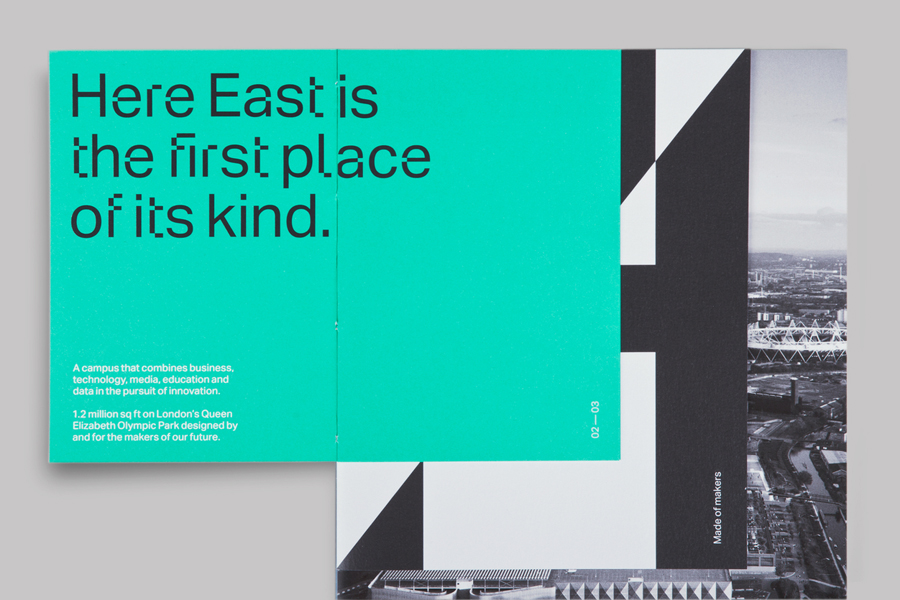 Here East is
the first place
of its kind.
A campus that combines business,
technology, media, education and
data in the pursuit of innovation.
1.2 million sq ft on London's Queen
Elizabeth Olympic Park designed by
and for the makers of our future.
02 — 03
Made of makers